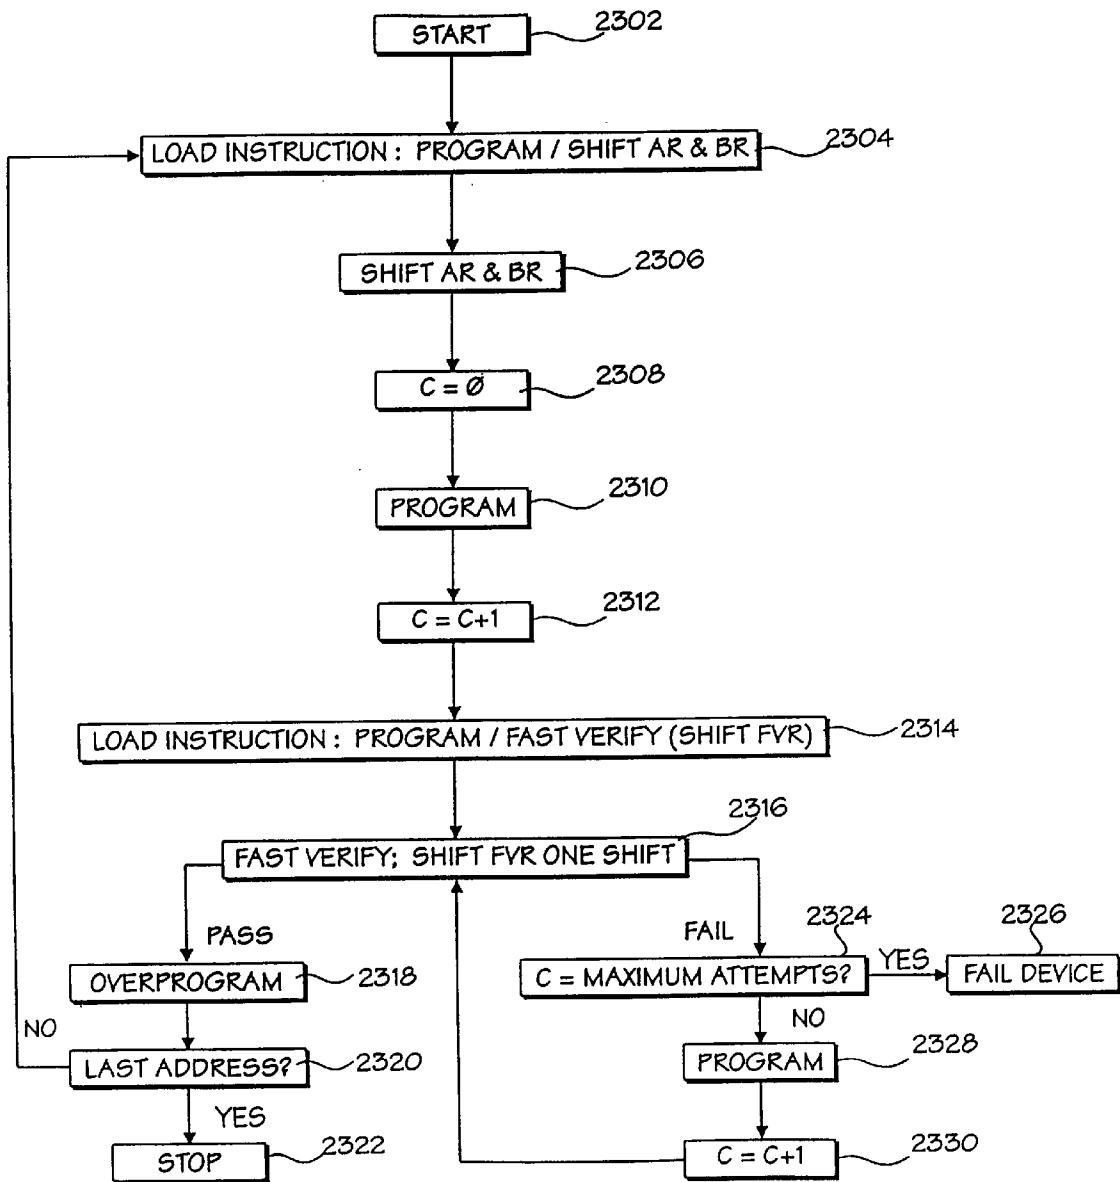 START
2302
LOAD INSTRUCTION : PROGRAM / SHIFT AR & BR
2304
SHIFT AR & BR
2306
C = Ø
2308
PROGRAM
2310
C = C+1
2312
LOAD INSTRUCTION : PROGRAM / FAST VERIFY (SHIFT FVR)
2314
FAST VERIFY; SHIFT FVR ONE SHIFT
2316
PASS
FAIL
OVERPROGRAM
2318
C = MAXIMUM ATTEMPTS?
2324
YES
FAIL DEVICE
2326
NO
NO
LAST ADDRESS?
2320
PROGRAM
2328
YES
STOP
2322
C = C+1
2330